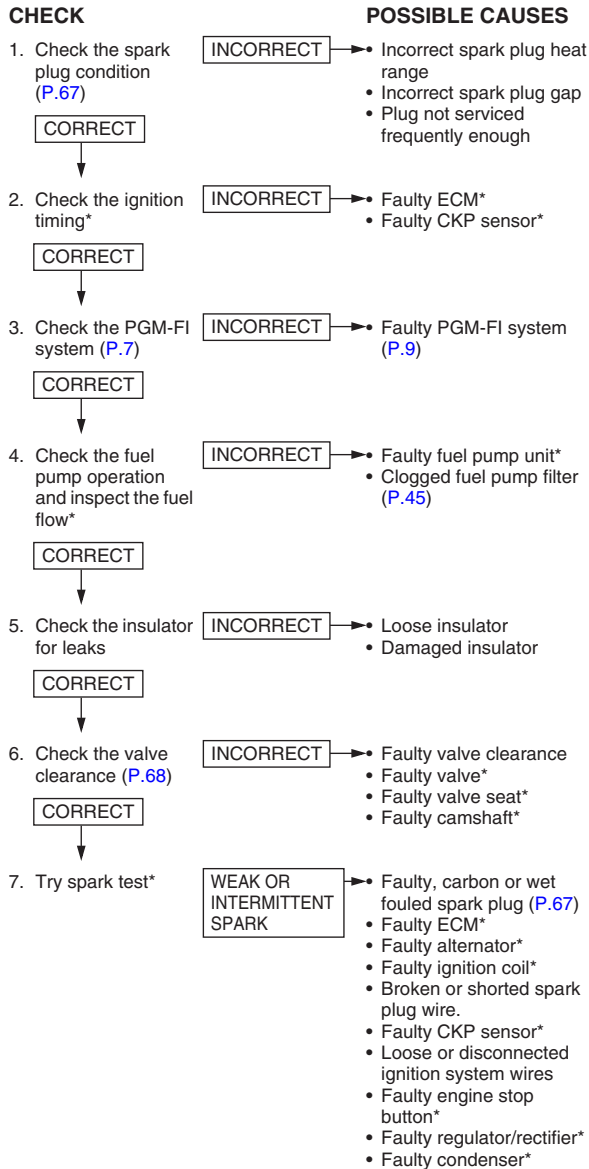 CHECK
POSSIBLE CAUSES
1. Check the spark
plug condition
(P.67)
INCORRECT
• Incorrect spark plug heat
range
• Incorrect spark plug gap
• Plug not serviced
frequently enough
CORRECT
2. Check the ignition
timing*
INCORRECT
• Faulty ECM*
• Faulty CKP sensor*
CORRECT
3. Check the PGM-FI
system (P.7)
INCORRECT
• Faulty PGM-FI system
(P.9)
CORRECT
4. Check the fuel
pump operation
and inspect the fuel
flow*
INCORRECT
• Faulty fuel pump unit*
• Clogged fuel pump filter
(P.45)
CORRECT
5. Check the insulator
for leaks
INCORRECT
• Loose insulator
• Damaged insulator
CORRECT
6. Check the valve
clearance (P.68)
INCORRECT
• Faulty valve clearance
• Faulty valve*
• Faulty valve seat*
• Faulty camshaft*
CORRECT
7. Try spark test*
WEAK OR
INTERMITTENT
SPARK
• Faulty, carbon or wet
fouled spark plug (P.67)
• Faulty ECM*
• Faulty alternator*
• Faulty ignition coil*
• Broken or shorted spark
plug wire.
• Faulty CKP sensor*
• Loose or disconnected
ignition system wires
• Faulty engine stop
button*
• Faulty regulator/rectifier*
• Faulty condenser*